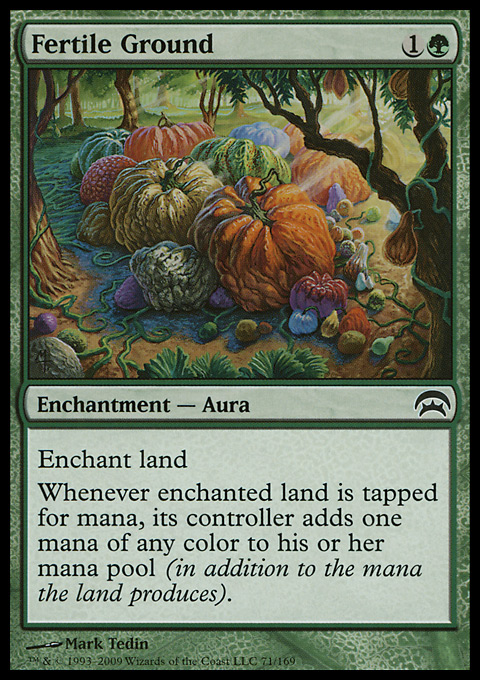 Fertile Ground 1
Enchantment — Aura
Enchant land
Whenever enchanted land is tapped
for mana, its controller adds one
mana of any color to his or her
mana pool (in addition to the mana
the land produces).
Mark Tedin
™ & © 1993–2009 Wizards of the Coast LLC 71/169